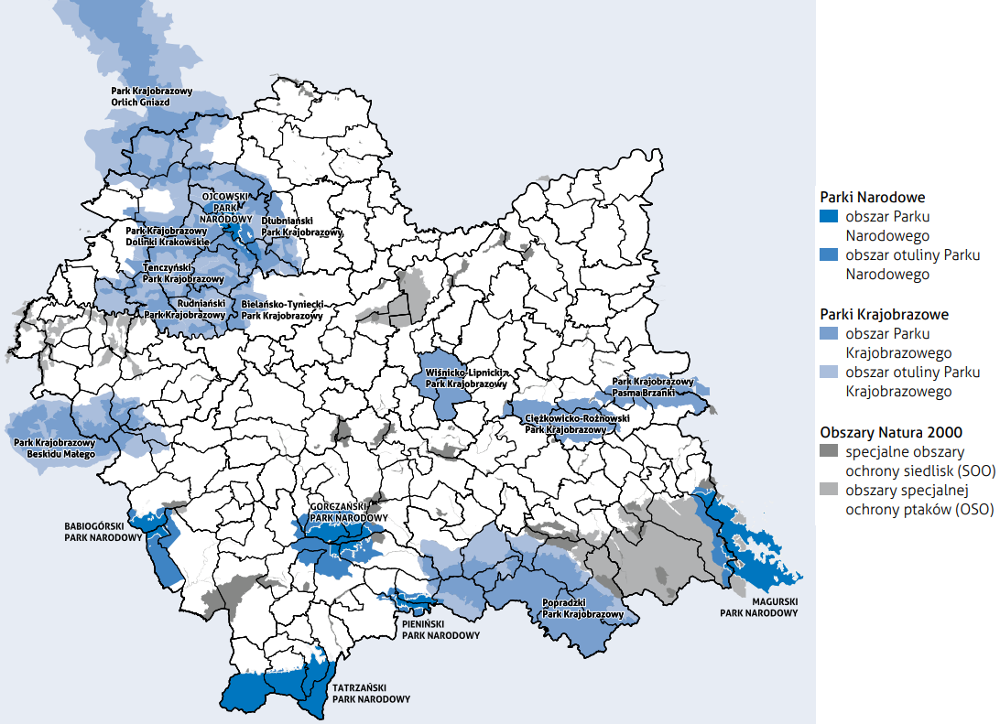 Park Krajobrazowy
Orlich Gniazd
OJCOWSKI
PARK
NARODOWY
Dłubniański
Park Krajobrazowy
Park Krajobrazowy
Dolinki Krakowskie
Tenczyński
Park Krajobrazowy
Rudniański
Park Krajobrazowy
Bielańsko-Tyniecki
Park Krajobrazowy
Wiśnicko-Lipnicki
Park Krajobrazowy
Park Krajobrazowy
Pasma Brzanki
Ciężkowicko-Rożnowski
Park Krajobrazowy
Park Krajobrazowy
Beskidu Małego
BABIOGÓRSKI
PARK NARODOWY
GORCZAŃSKI
PARK NARODOWY
Popradzki
Park Krajobrazowy
MAGURSKI
PARK NARODOWY
PIENIŃSKI
PARK NARODOWY
TATRZAŃSKI
PARK NARODOWY
Parki Narodowe
obszar Parku
Narodowego
obszar otuliny Parku
Narodowego
Parki Krajobrazowe
obszar Parku
Krajobrazowego
obszar otuliny Parku
Krajobrazowego
Obszary Natura 2000
specjalne obszary
ochrony siedlisk (SOO)
obszary specjalnej
ochrony ptaków (OSO)